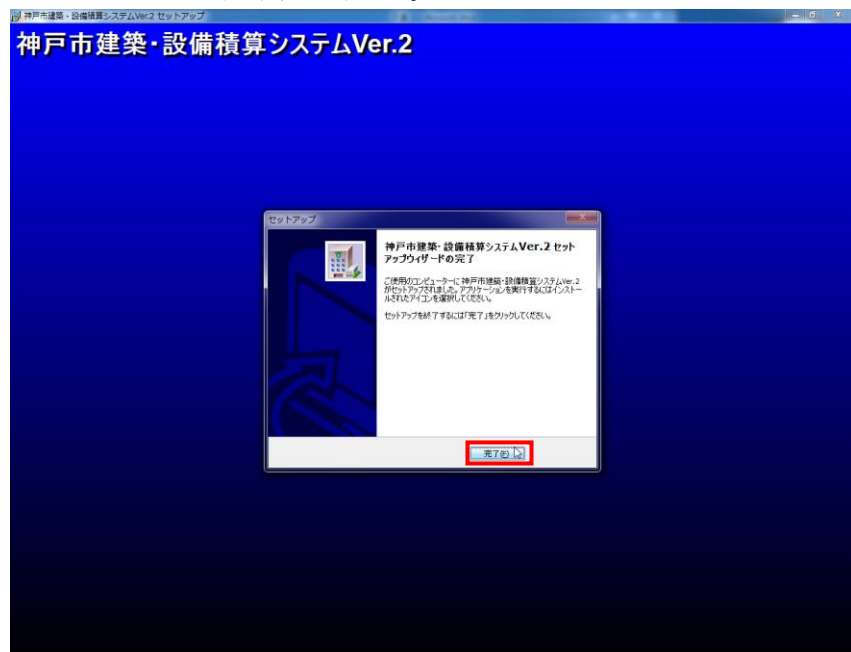 神戸市建築・設備積算システムVer.2 セットアップ
神戸市建築・設備積算システムVer.2
セットアップ
神戸市建築・設備積算システムVer.2 セット
アップウィザードの完了
ご使用のコンピューターに 神戸市建築・設備積算システムVer.2
がセットアップされました。アプリケーションを実行するにはインストー
ルされたアイコンを選択してください。
セットアップを終了するには「完了」をクリックしてください。
完了(F)